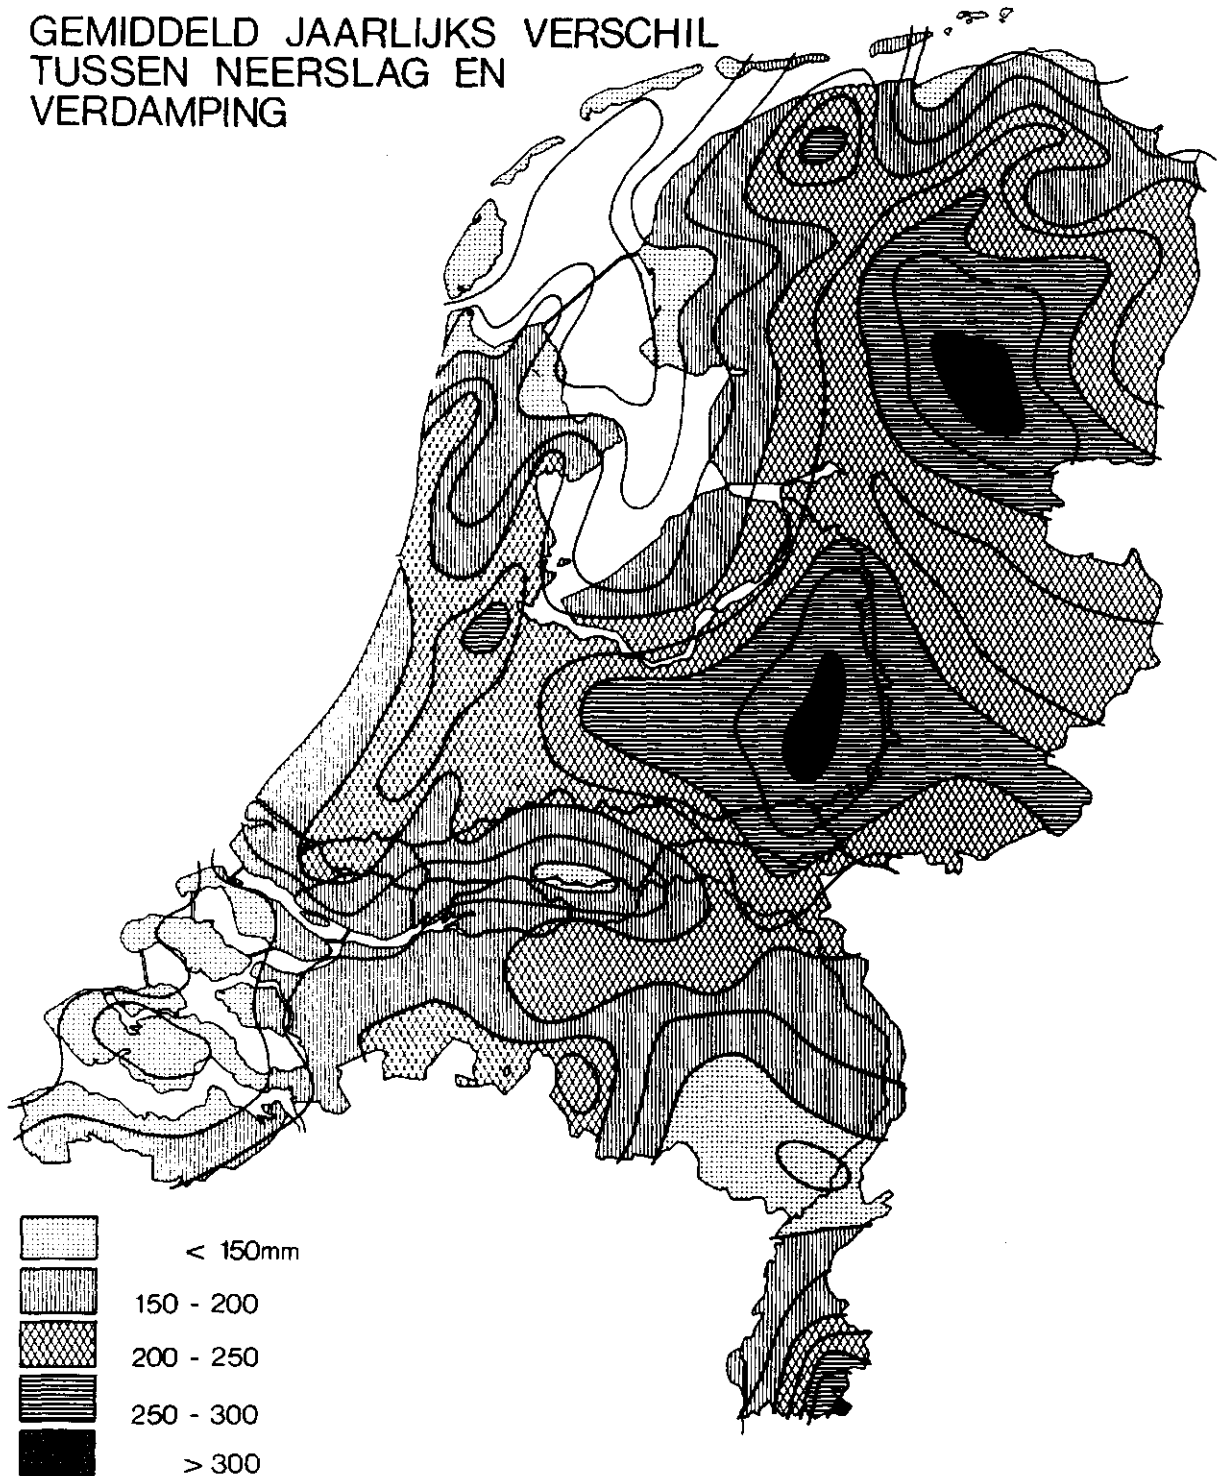 GEMIDDELD JAARLIJKS VERSCHIL
TUSSEN NEERSLAG EN
VERDAMPING
< 150mm
150 - 200
200 - 250
250 - 300
> 300